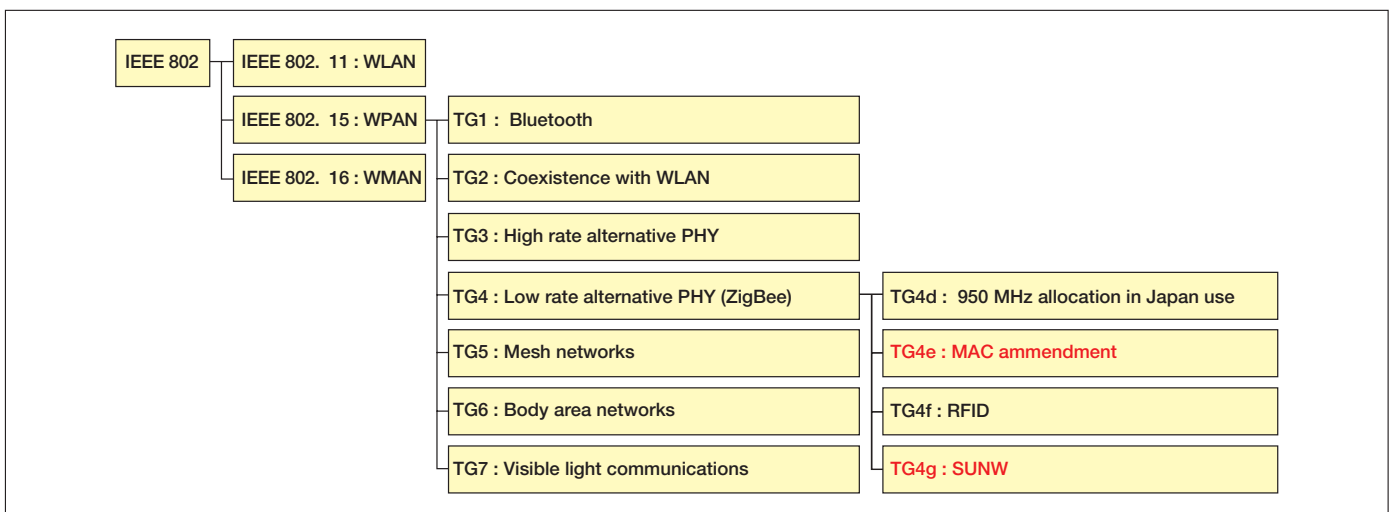 IEEE 802
IEEE 802. 11 : WLAN
IEEE 802. 15 : WPAN
IEEE 802. 16 : WMAN
TG1 : Bluetooth
TG2 : Coexistence with WLAN
TG3 : High rate alternative PHY
TG4 : Low rate alternative PHY (ZigBee)
TG5 : Mesh networks
TG6 : Body area networks
TG7 : Visible light communications
TG4d : 950 MHz allocation in Japan use
TG4e : MAC ammendment
TG4f : RFID
TG4g : SUNW